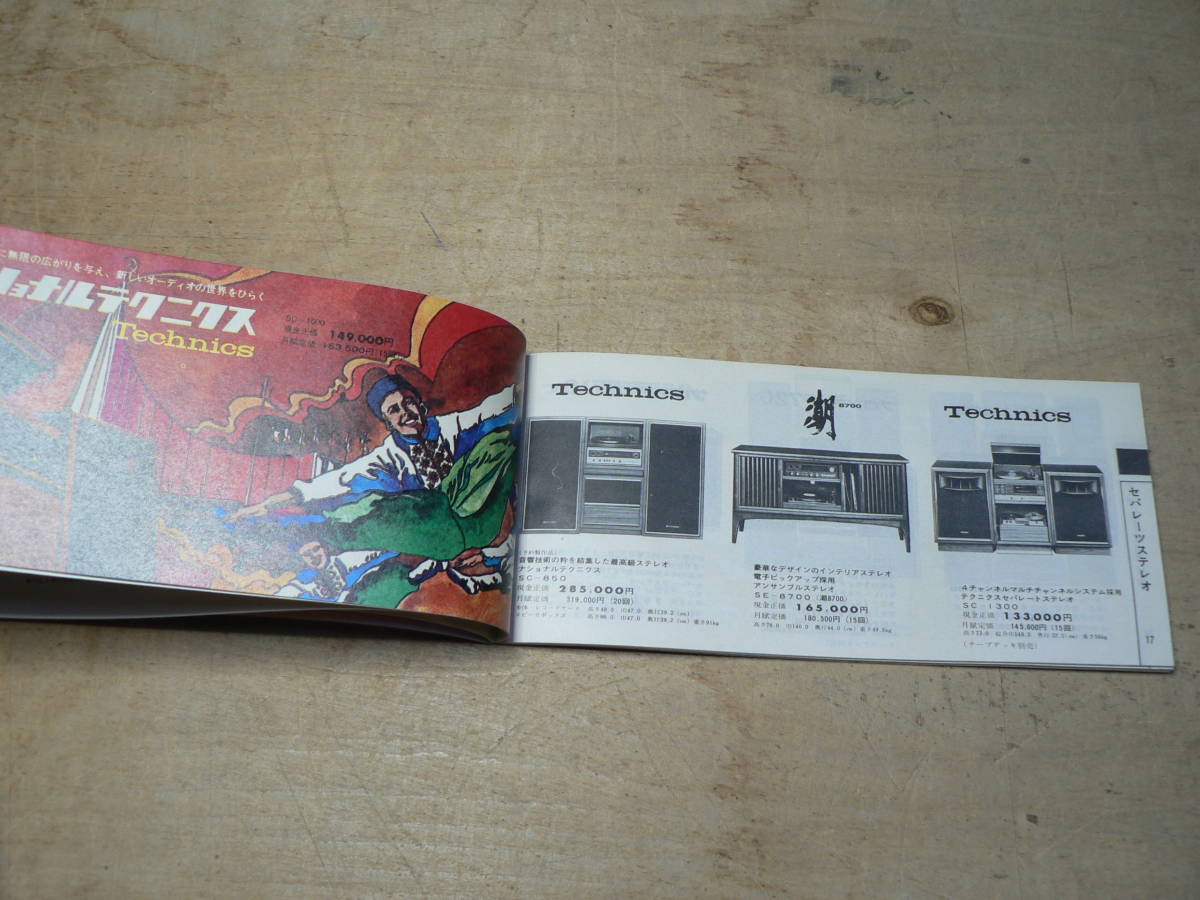 に無限の広がりを与え、新しいオーディオの世界をひらく
ショナルテクニクス
Technics
現金正価 149,000円
月賦定価 163,500円(15回)
Technics
音響技術の粋を結集した最高級ステレオ
ナショナルテクニクス
SC-850
現金正価 285,000円
月賦定価 319,000円(20回)
潮
8700
豪華なデザインのインテリアステレオ
電子ピックアップ採用
アンサンブルステレオ
SE-8700(潮8700)
現金正価 165,000円
月賦定価 180,500円(15回)
Technics
4チャンネルマルチチャンネルシステム採用
テクニクスセパレートステレオ
SC-1300
現金正価 133,000円
月賦定価 145,600円(15回)
(テープデッキ別売)
セパレーツステレオ
17